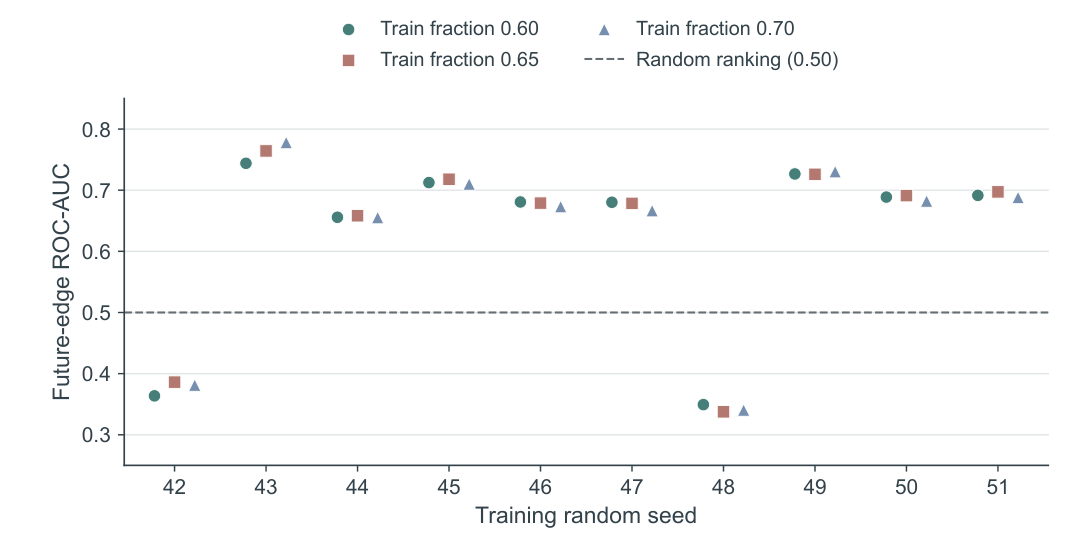 Train fraction 0.60
Train fraction 0.70
Train fraction 0.65
Random ranking (0.50)
Future-edge ROC-AUC
0.8
0.7
0.6
0.5
0.4
0.3
42 43 44 45 46 47 48 49 50 51
Training random seed